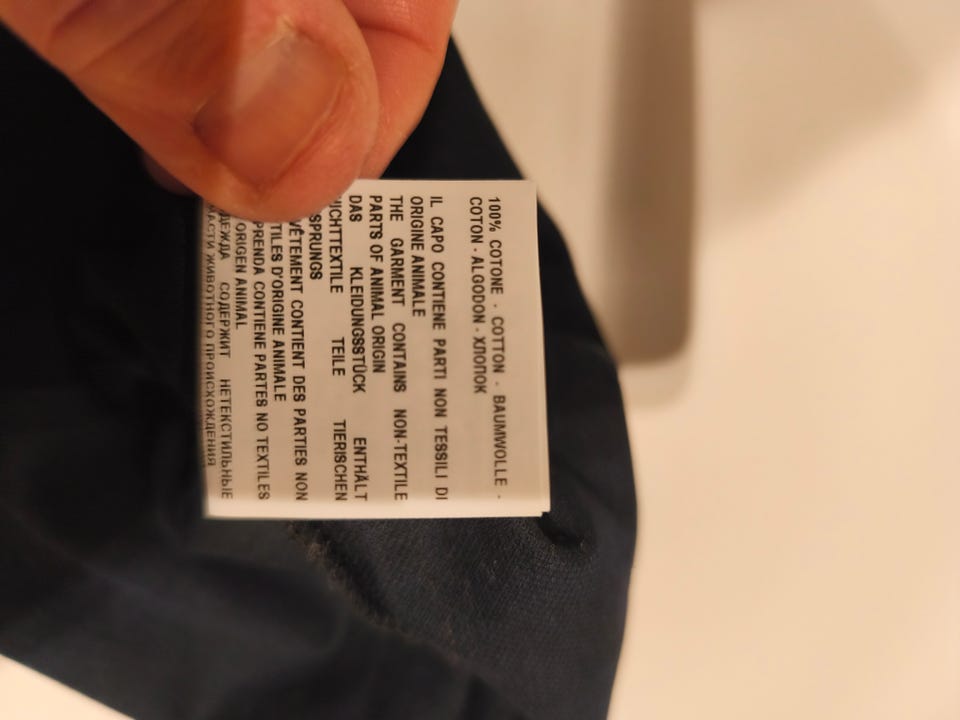 100% COTONE - COTTON - BAUMWOLLE -
COTON - ALGODON - ХЛОПОК
IL CAPO CONTIENE PARTI NON TESSILI DI
ORIGINE ANIMALE
THE GARMENT CONTAINS NON-TEXTILE
PARTS OF ANIMAL ORIGIN
DAS KLEIDUNGSSTÜCK ENTHÄLT
NICHTTEXTILE TEILE TIERISCHEN
SPRUNGS
VÊTEMENT CONTIENT DES PARTIES NON
TILES D'ORIGINE ANIMALE
PRENDA CONTIENE PARTES NO TEXTILES
ORIGEN ANIMAL
ОДЕЖДА СОДЕРЖИТ НЕТЕКСТИЛЬНЫЕ
ЧАСТИ ЖИВОТНОГО ПРОИСХОЖДЕНИЯ